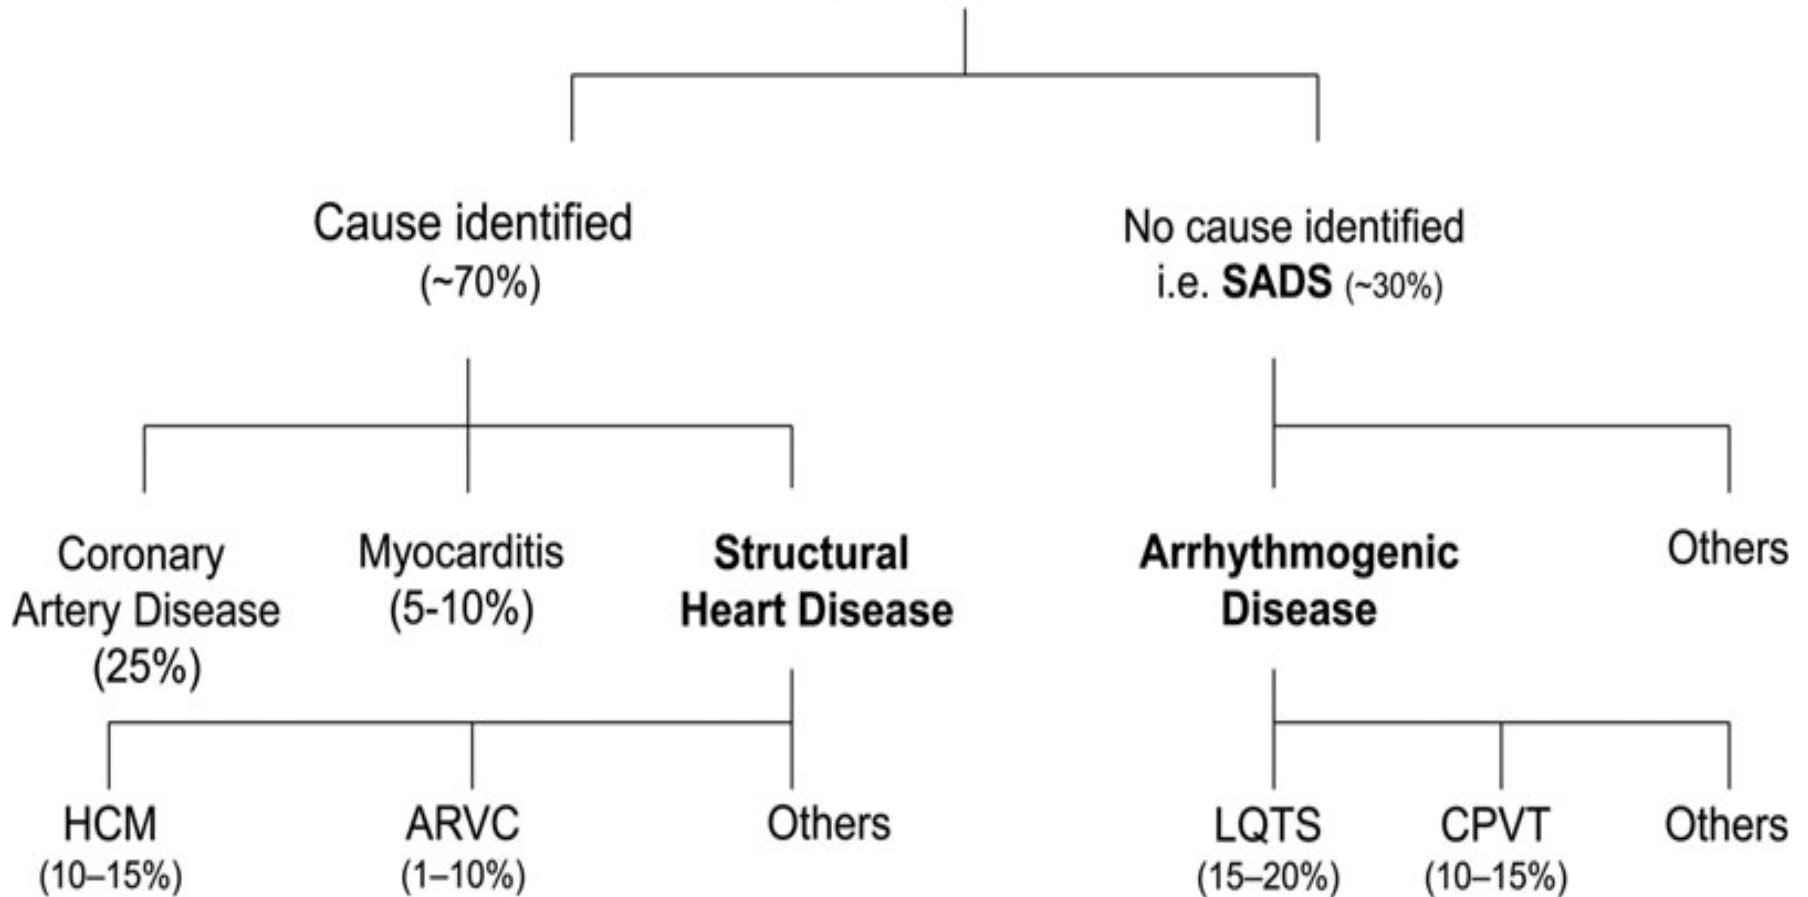 Cause identified
(~70%)
No cause identified
i.e. SADS (~30%)
Coronary
Artery Disease
(25%)
Myocarditis
(5-10%)
Structural
Heart Disease
Arrhythmogenic
Disease
Others
HCM
(10–15%)
ARVC
(1–10%)
Others
LQTS
(15–20%)
CPVT
(10–15%)
Others